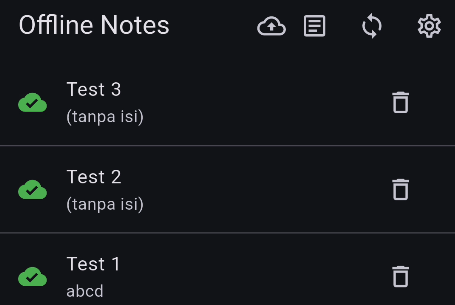 Offline Notes
Test 3
(tanpa isi)
Test 2
(tanpa isi)
Test 1
abcd